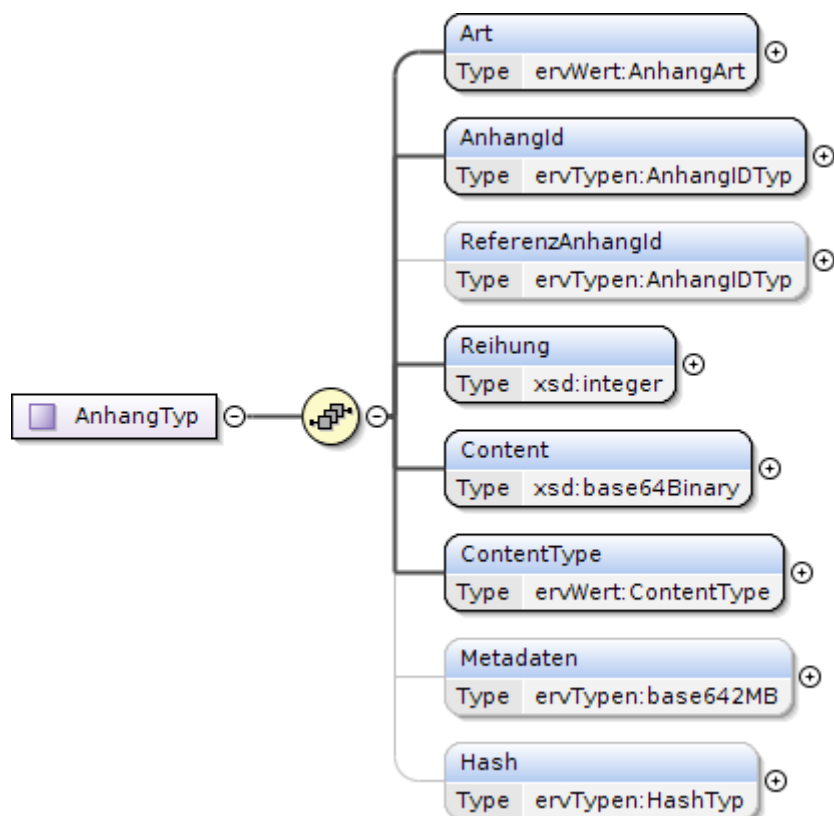 Art
Type ervWert:AnhangArt
AnhangId
Type ervTypen:AnhangIDTyp
ReferenzAnhangId
Type ervTypen:AnhangIDTyp
Reihung
Type xsd:integer
AnhangTyp
Content
Type xsd:base64Binary
ContentType
Type ervWert:ContentType
Metadaten
Type ervTypen:base642MB
Hash
Type ervTypen:HashTyp